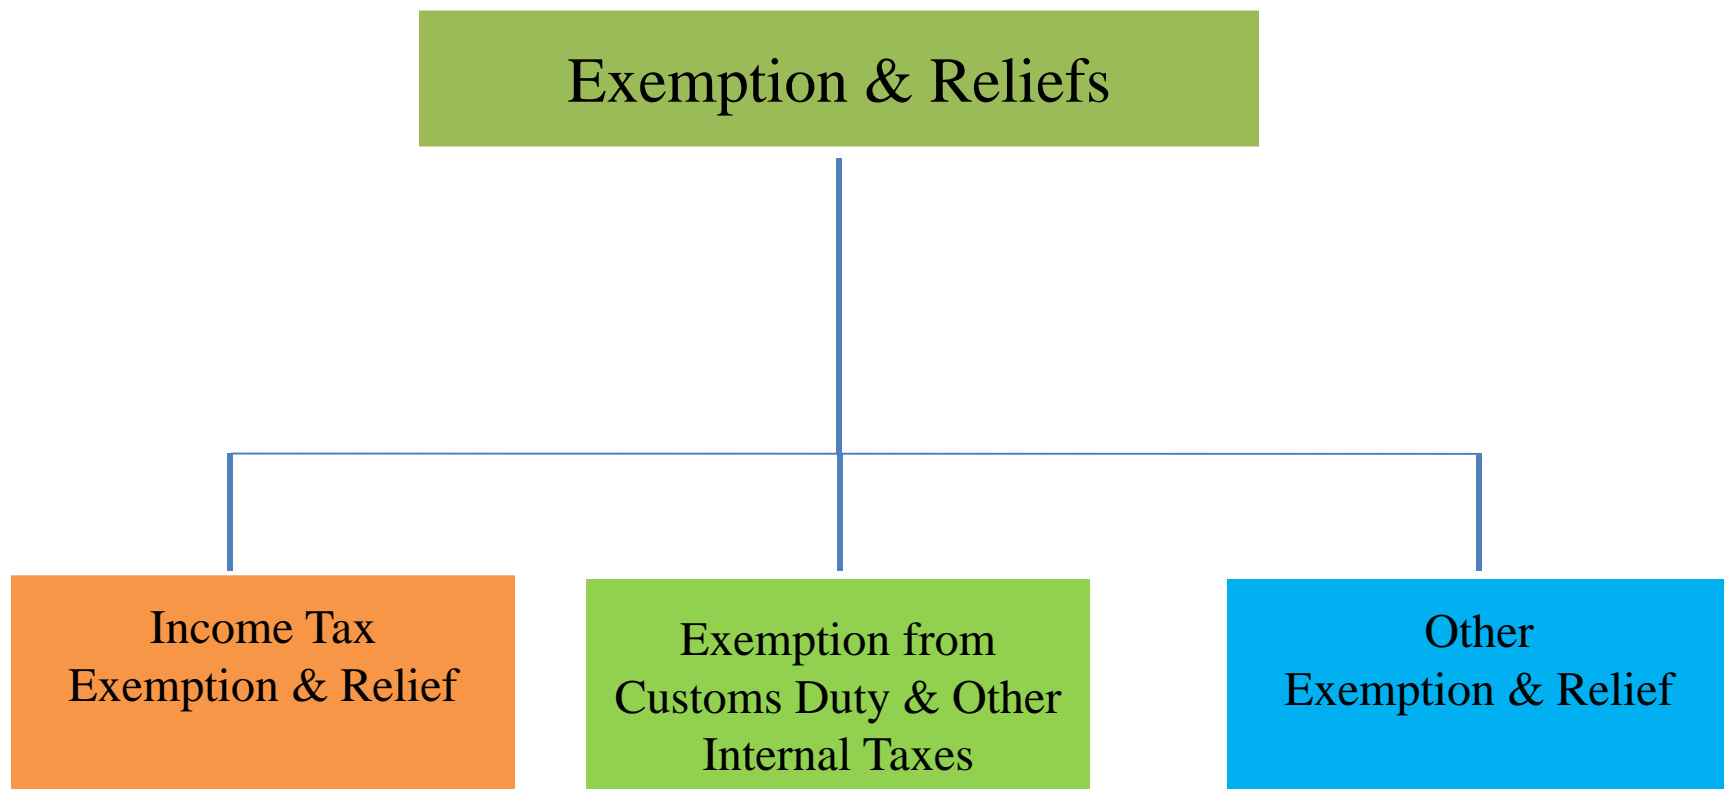 Exemption & Reliefs
Income Tax
Exemption & Relief
Exemption from
Customs Duty & Other
Internal Taxes
Other
Exemption & Relief